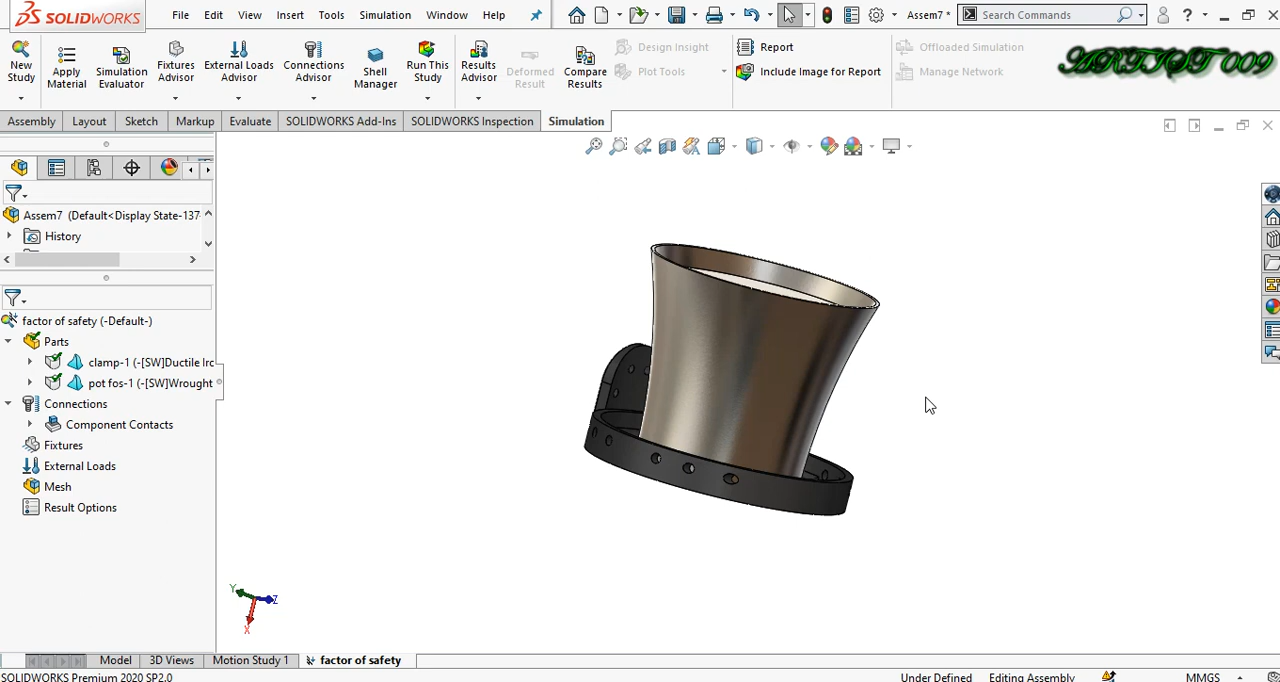 SOLIDWORKS File Edit View Insert Tools Simulation Window Help Assem7 * Search Commands ?
New Study
Apply Material
Simulation Evaluator
Fixtures Advisor
External Loads Advisor
Connections Advisor
Shell Manager
Run This Study
Results Advisor
Deformed Result
Compare Results
Design Insight
Plot Tools
Report
Include Image for Report
Offloaded Simulation
Manage Network
ARTIST 009
Assembly Layout Sketch Markup Evaluate SOLIDWORKS Add-Ins SOLIDWORKS Inspection Simulation
Assem7 (Default<Display State-137
History
factor of safety (-Default-)
Parts
clamp-1 (-[SW]Ductile Irc
pot fos-1 (-[SW]Wrought
Connections
Component Contacts
Fixtures
External Loads
Mesh
Result Options
Y
Z
X
Model 3D Views Motion Study 1 factor of safety
SOLIDWORKS Premium 2020 SP2.0 Under Defined Editing Assembly MMGS